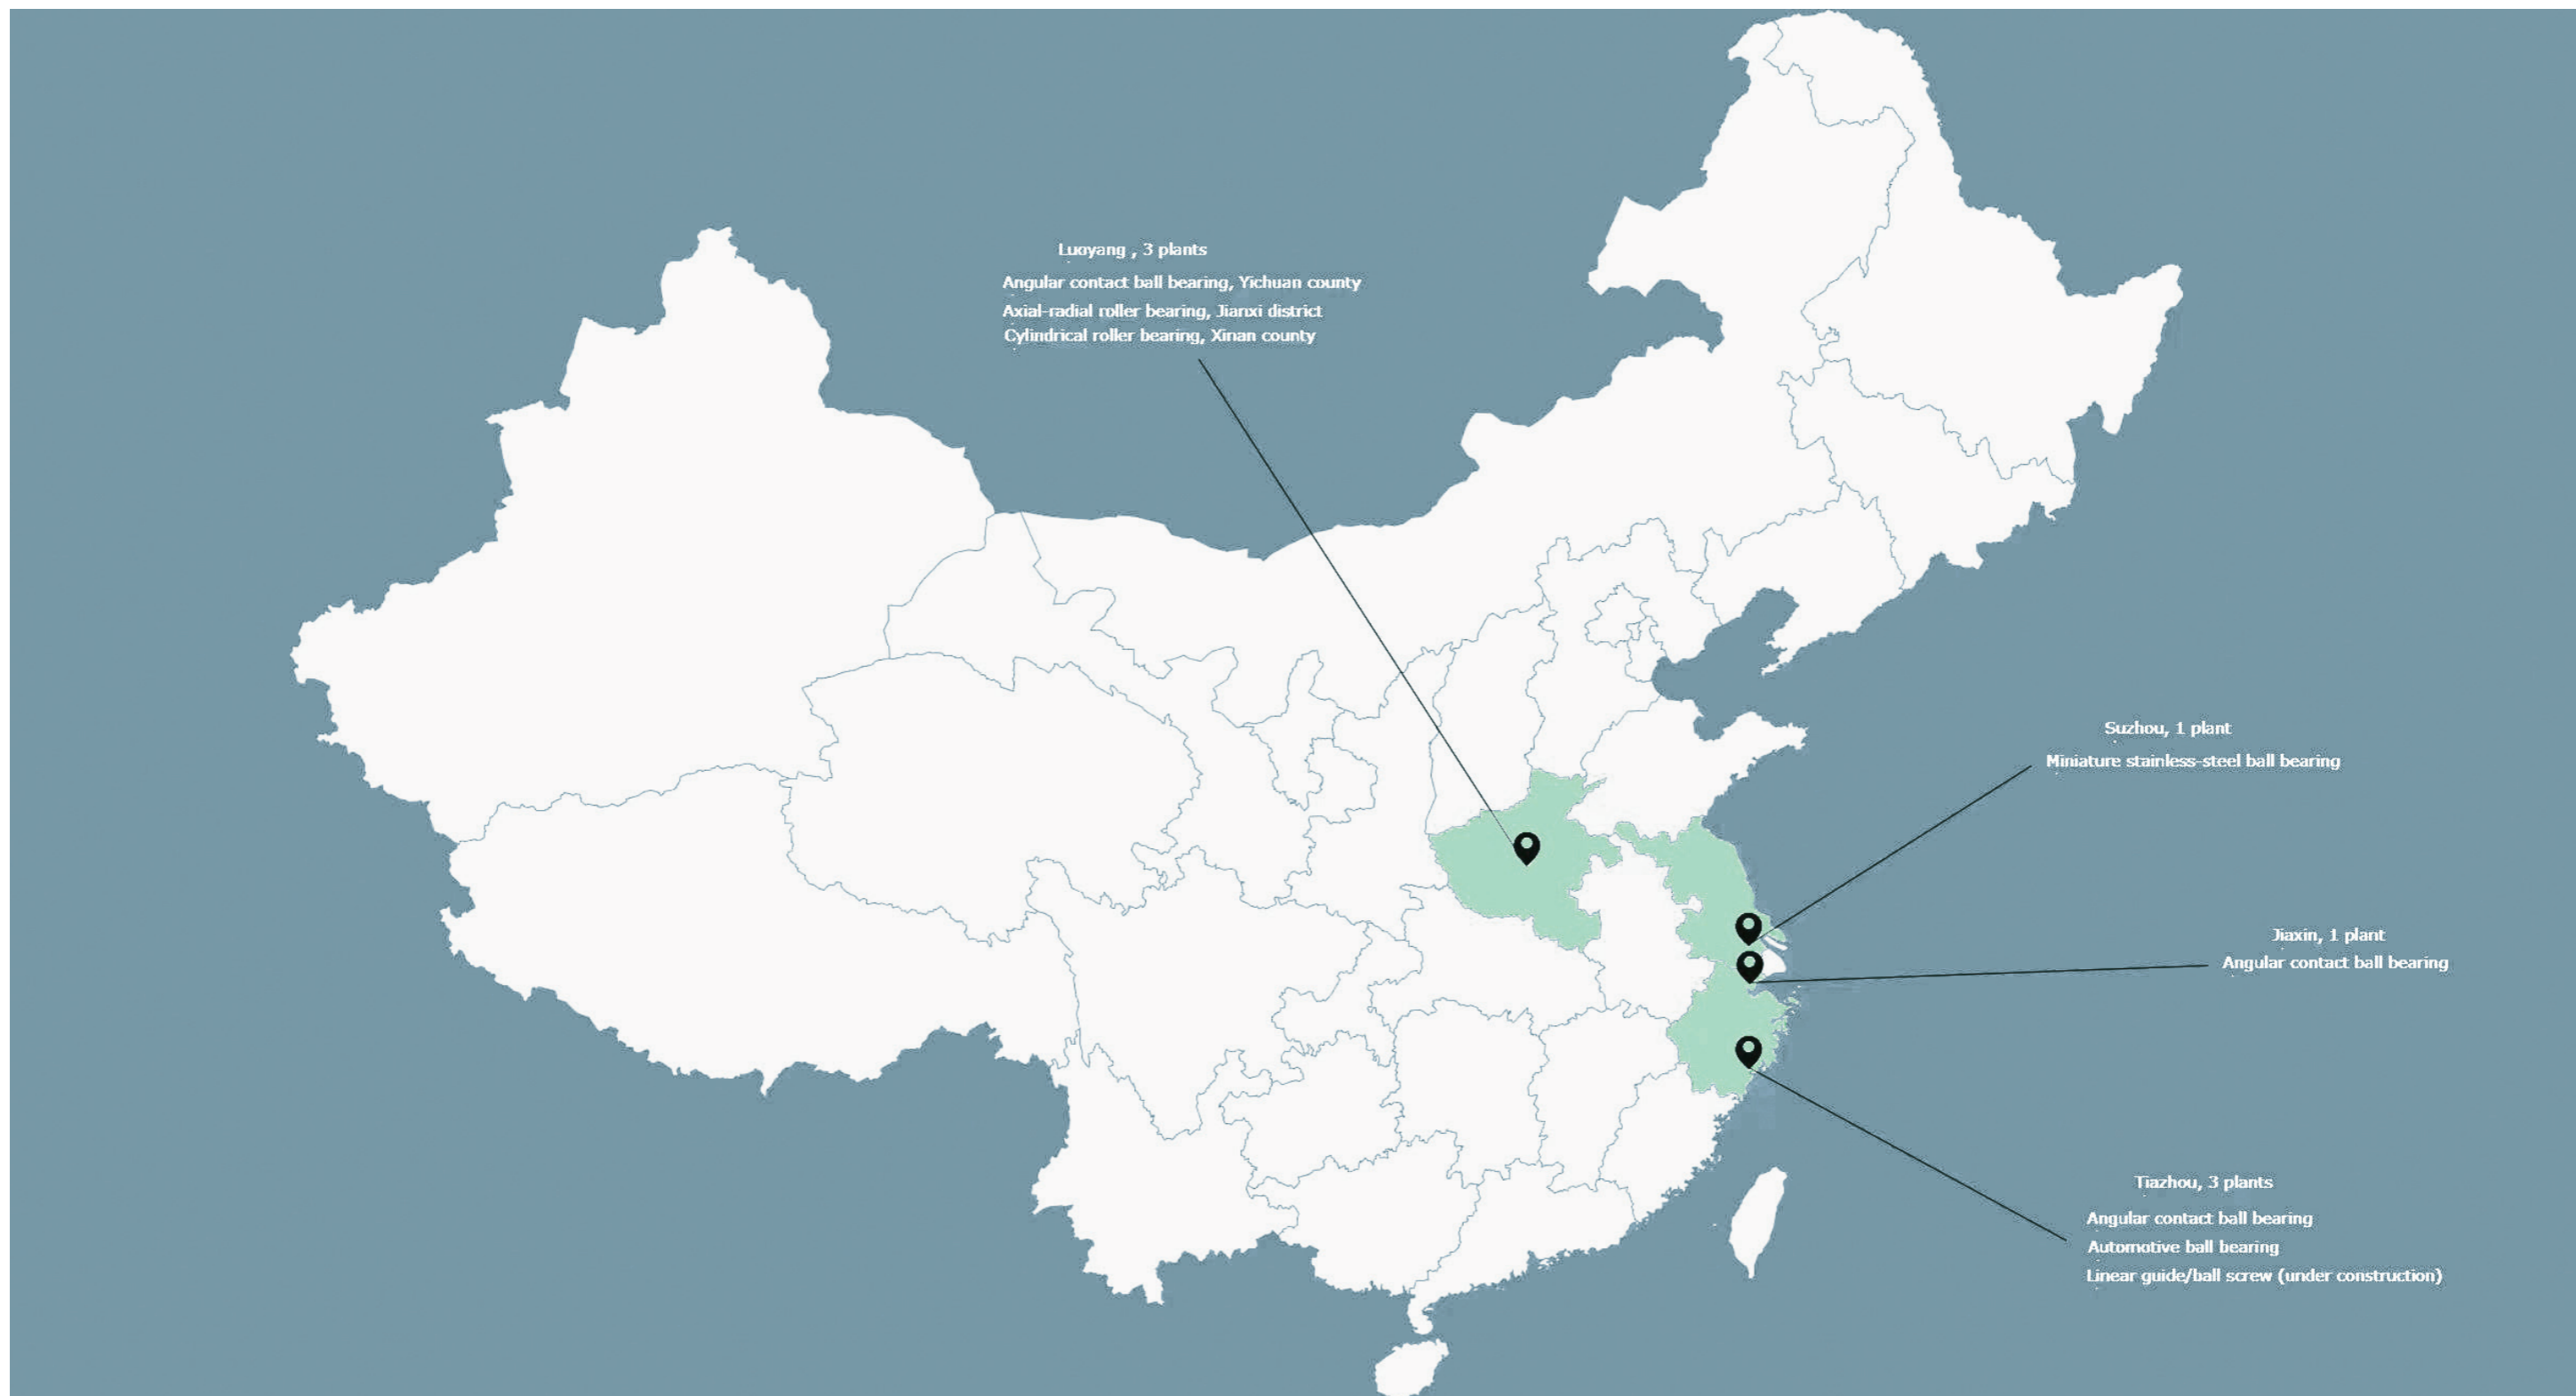 Luoyang , 3 plants
Angular contact ball bearing, Yichuan county
Axial-radial roller bearing, Jianxi district
Cylindrical roller bearing, Xinan county
Suzhou, 1 plant
Miniature stainless-steel ball bearing
Jiaxin, 1 plant
Angular contact ball bearing
Tiazhou, 3 plants
Angular contact ball bearing
Automotive ball bearing
Linear guide/ball screw (under construction)